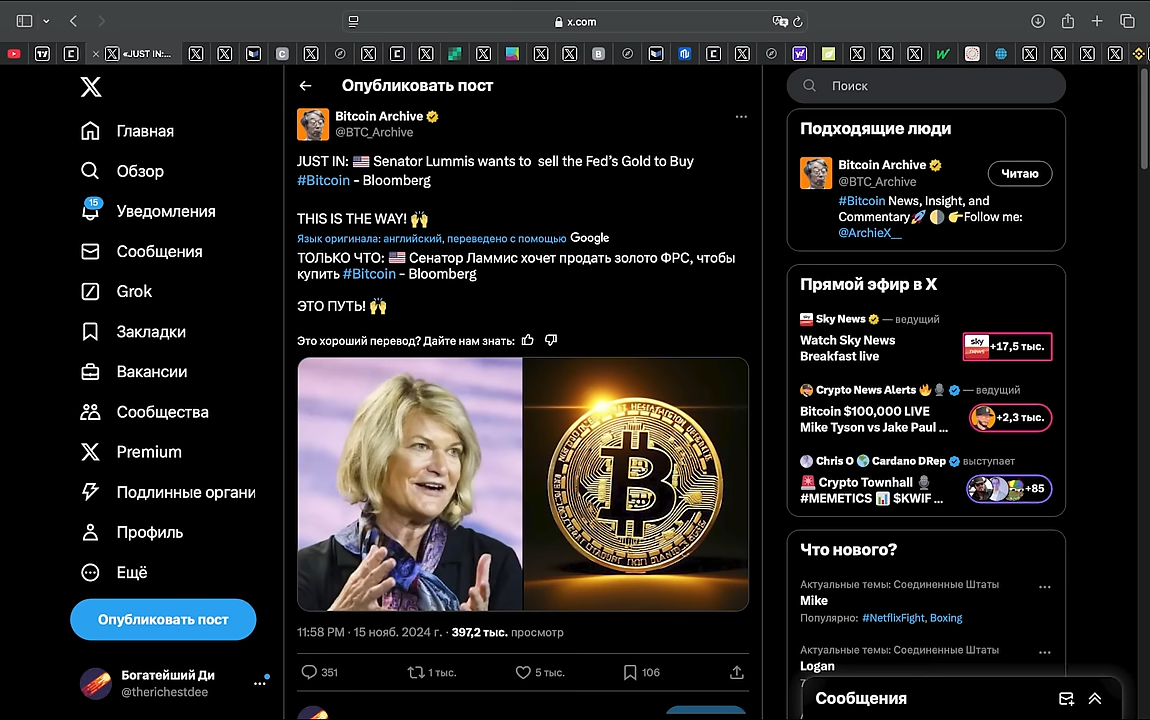 x.com
«JUST IN:...
Главная
Обзор
15
Уведомления
Сообщения
Grok
Закладки
Вакансии
Сообщества
Premium
Подлинные органи
Профиль
Ещё
Опубликовать пост
Богатейший Ди
@therichestdee
Опубликовать пост
Bitcoin Archive
@BTC_Archive
JUST IN: 🇺🇸 Senator Lummis wants to sell the Fed’s Gold to Buy
#Bitcoin - Bloomberg
THIS IS THE WAY! 🙌
Язык оригинала: английский, переведено с помощью Google
ТОЛЬКО ЧТО: 🇺🇸 Сенатор Ламмис хочет продать золото ФРС, чтобы
купить #Bitcoin - Bloomberg
ЭТО ПУТЬ! 🙌
Это хороший перевод? Дайте нам знать:
11:58 PM · 15 нояб. 2024 г. · 397,2 тыс. просмотр
351 1 тыс. 5 тыс. 106
Поиск
Подходящие люди
Bitcoin Archive
@BTC_Archive
Читаю
#Bitcoin News, Insight, and
Commentary🚀 🌗 👉Follow me:
@ArchieX__
Прямой эфир в X
Sky News — ведущий
Watch Sky News
Breakfast live
sky news
+17,5 тыс.
Crypto News Alerts 🔥🎙 — ведущий
Bitcoin $100,000 LIVE
Mike Tyson vs Jake Paul ...
+2,3 тыс.
Chris O 🌎 Cardano DRep выступает
🚨 Crypto Townhall 🎙
#MEMETICS 📊 $KWIF ...
+85
Что нового?
Актуальные темы: Соединенные Штаты
Mike
Популярно: #NetflixFight, Boxing
Актуальные темы: Соединенные Штаты
Logan
Сообщения